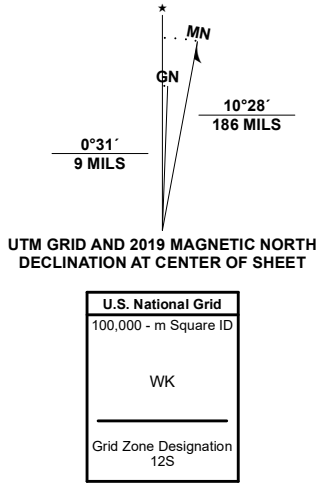 ★
MN
GN
10°28´
186 MILS
0°31´
9 MILS
UTM GRID AND 2019 MAGNETIC NORTH
DECLINATION AT CENTER OF SHEET
U.S. National Grid
100,000 - m Square ID
WK
Grid Zone Designation
12S